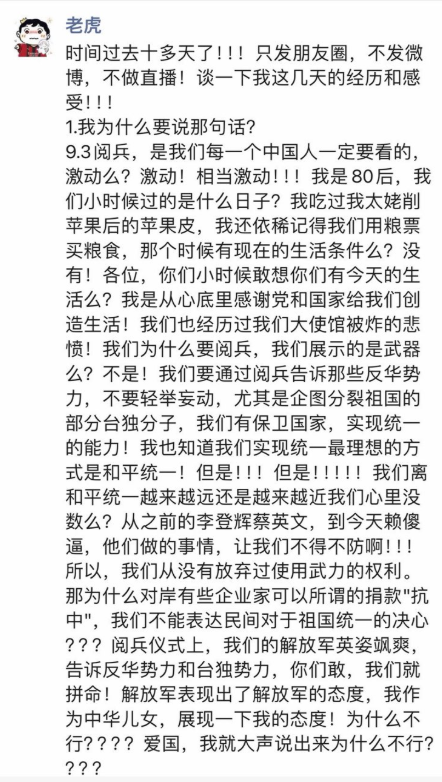 老虎
时间过去十多天了!!! 只发朋友圈，不发微
博，不做直播！谈一下我这几天的经历和感
受!!!
1.我为什么要说那句话?
9.3阅兵，是我们每一个中国人一定要看的，
激动么？激动！相当激动!!! 我是80后，我
们小时候过的是什么日子？我吃过我太姥削
苹果后的苹果皮，我还依稀记得我们用粮票
买粮食，那个时候有现在的生活条件么？没
有！各位，你们小时候敢想你们有今天的生
活么？我是从心底里感谢党和国家给我们创
造生活！我们也经历过我们大使馆被炸的悲
愤！我们为什么要阅兵，我们展示的是武器
么？不是！我们要通过阅兵告诉那些反华势
力，不要轻举妄动，尤其是企图分裂祖国的
部分台独分子，我们有保卫国家，实现统一
的能力！我也知道我们实现统一最理想的方
式是和平统一！但是!!! 但是!!!!! 我们离
和平统一越来越远还是越来越近我们心里没
数么？从之前的李登辉蔡英文，到今天赖傻
逼，他们做的事情，让我们不得不防啊!!!
所以，我们从没有放弃过使用武力的权利。
那为什么对岸有些企业家可以所谓的捐款"抗
中"，我们不能表达民间对于祖国统一的决心
??? 阅兵仪式上，我们的解放军英姿飒爽，
告诉反华势力和台独势力，你们敢，我们就
拼命！解放军表现出了解放军的态度，我作
为中华儿女，展现一下我的态度！为什么不
行???? 爱国，我就大声说出来为什么不行?
???